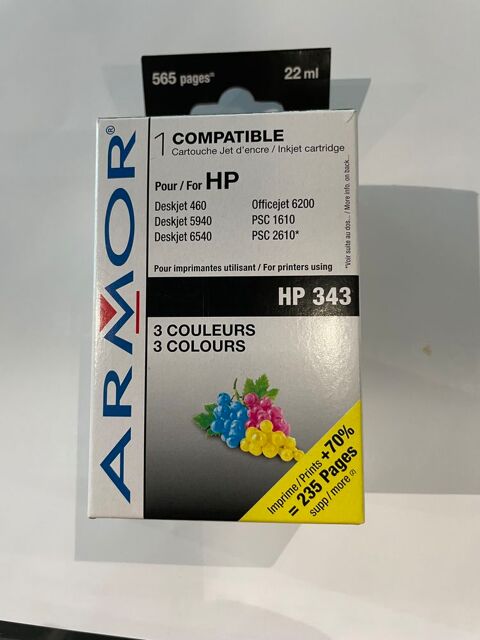 565 pages
22 ml
ARMOR®
1 COMPATIBLE
Cartouche Jet d'encre / Inkjet cartridge
Pour / For HP
Deskjet 460
Deskjet 5940
Deskjet 6540
Officejet 6200
PSC 1610
PSC 2610*
*Voir suite au dos... / More info. on back...
Pour imprimantes utilisant / For printers using
HP 343
3 COULEURS
3 COLOURS
Imprime / Prints +70%
= 235 Pages
supp / more (2)